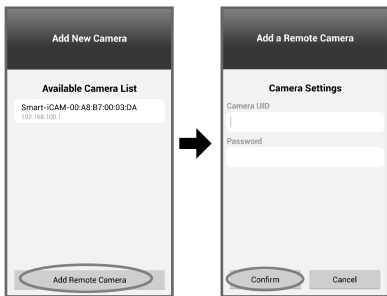 Add New Camera
Available Camera List
Smart-iCAM-00:A8:B7:00:03:DA
192.168.100.1
Add Remote Camera
Add a Remote Camera
Camera Settings
Camera UID
Password
Confirm
Cancel